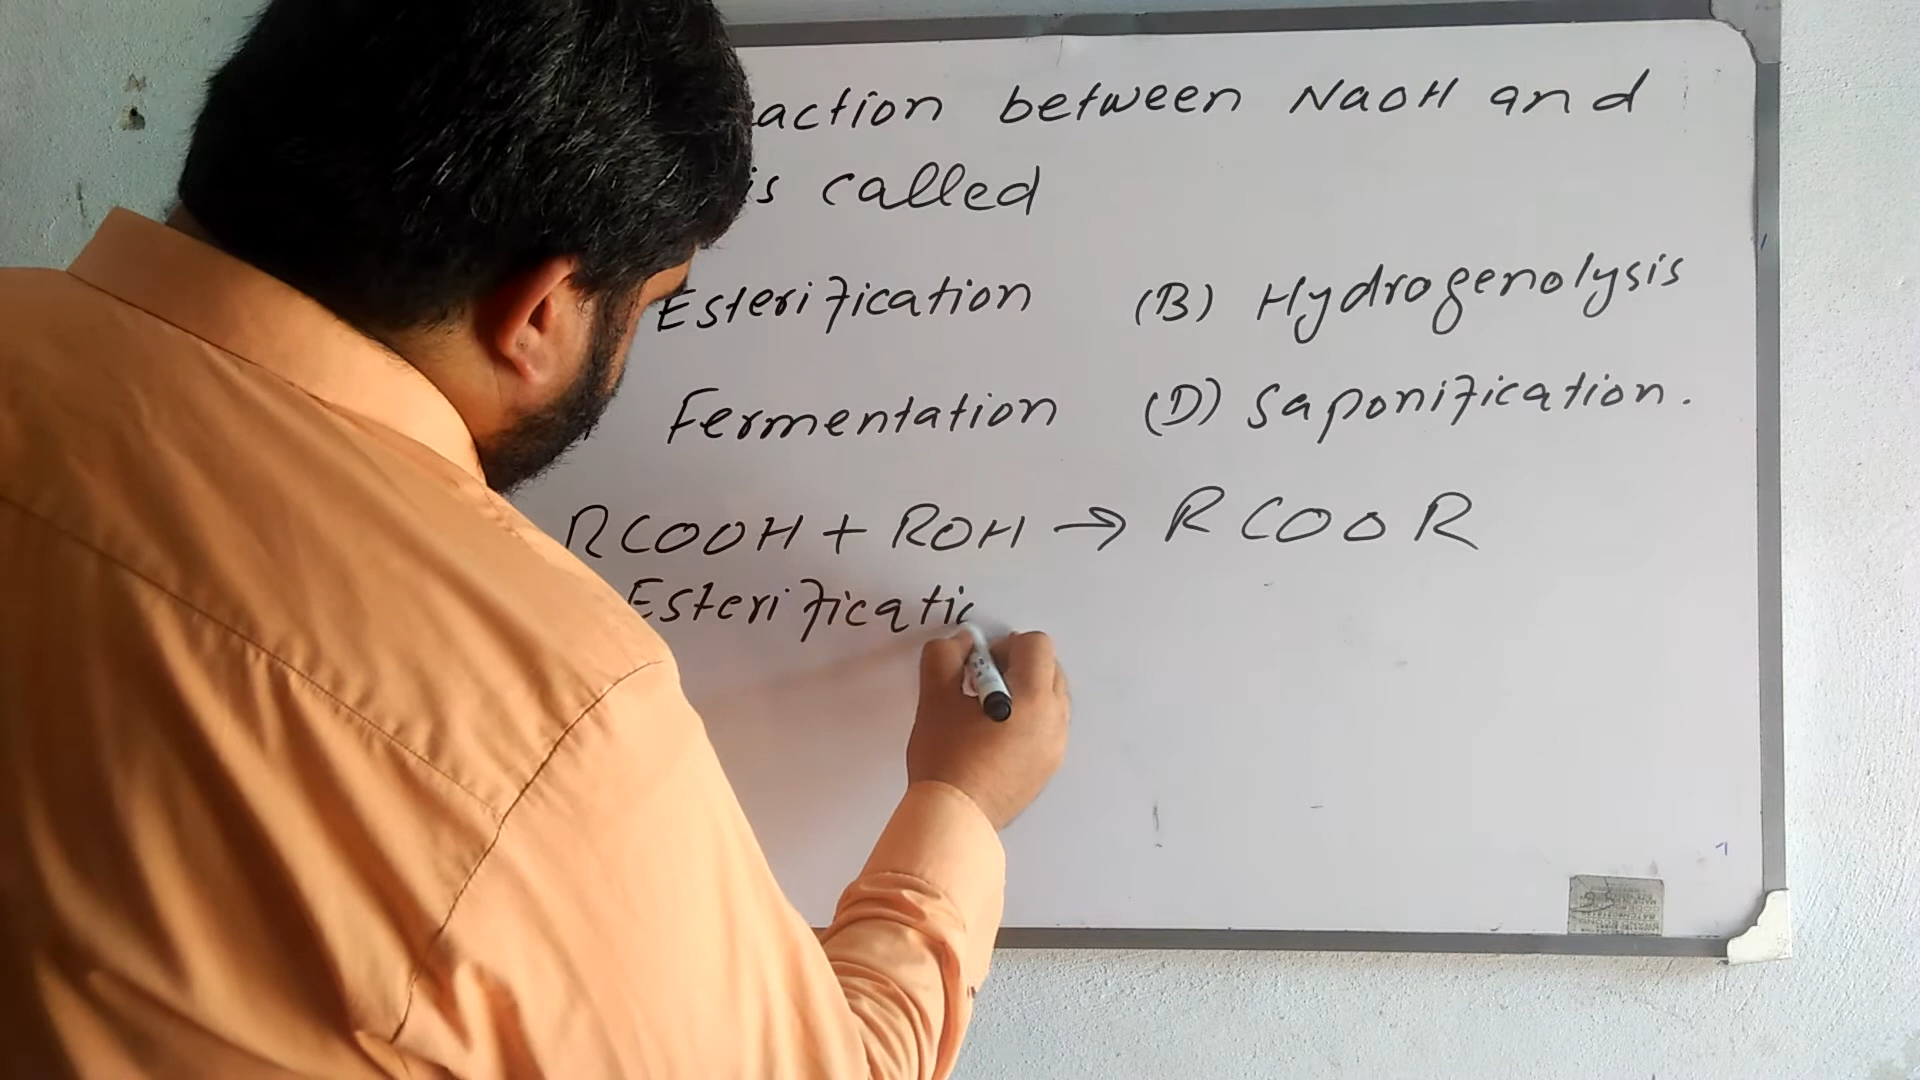 action between NaOH and
is called
Esterification (B) Hydrogenolysis
Fermentation (D) Saponification.
RCOOH + ROH → RCOOR
Esterificatio